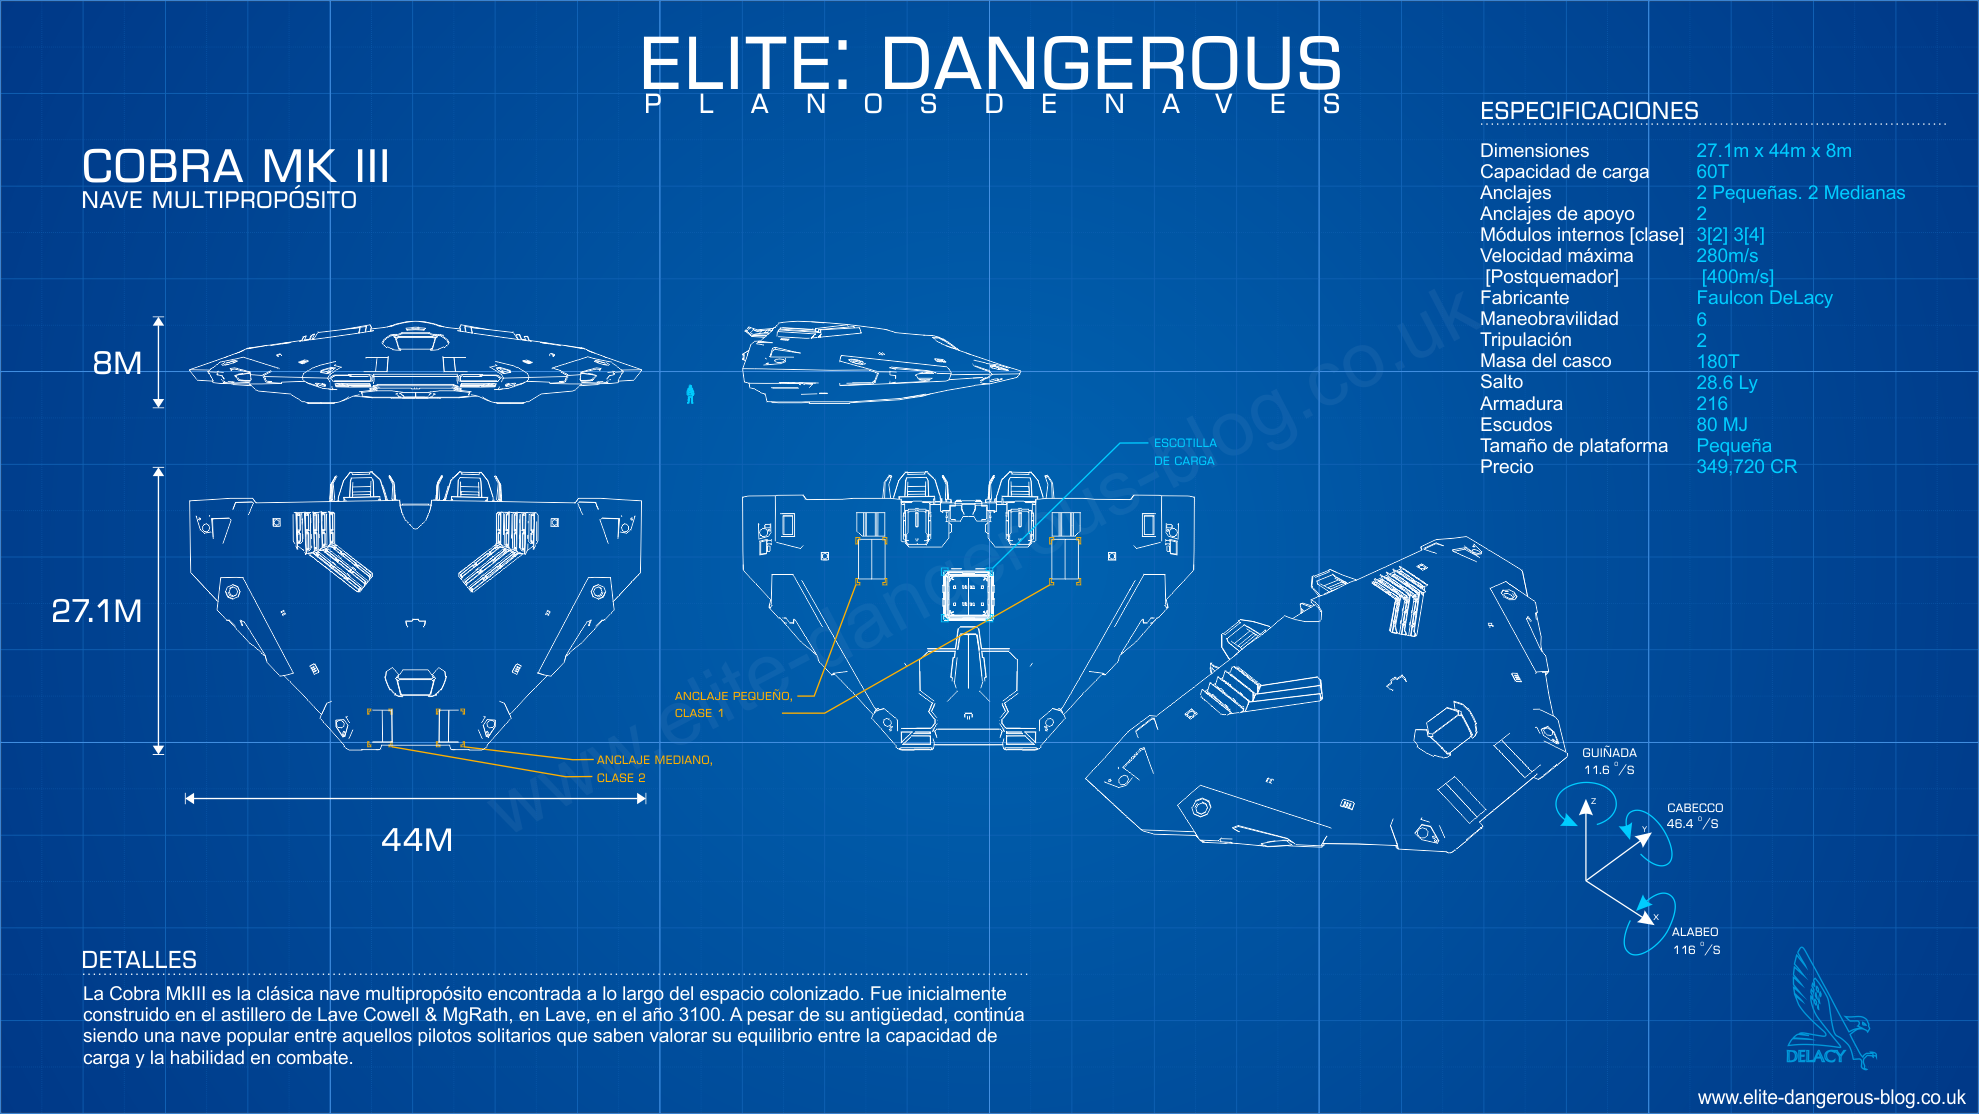 ELITE: DANGEROUS
PLANOS DE NAVES
COBRA MK III
NAVE MULTIPROPÓSITO
ESPECIFICACIONES
Dimensiones 27.1m x 44m x 8m
Capacidad de carga 60T
Anclajes 2 Pequeñas. 2 Medianas
Anclajes de apoyo 2
Módulos internos [clase] 3[2] 3[4]
Velocidad máxima 280m/s
[Postquemador] [400m/s]
Fabricante Faulcon DeLacy
Maneobravilidad 6
Tripulación 2
Masa del casco 180T
Salto 28.6 Ly
Armadura 216
Escudos 80 MJ
Tamaño de plataforma Pequeña
Precio 349,720 CR
8M
27.1M
44M
ESCOTILLA
DE CARGA
ANCLAJE PEQUEÑO,
CLASE 1
ANCLAJE MEDIANO,
CLASE 2
www.elite-dangerous-blog.co.uk
GUIÑADA
11.6 °/S
Z
CABECCO
46.4 °/S
Y
X
ALABEO
116 °/S
DETALLES
La Cobra MkIII es la clásica nave multipropósito encontrada a lo largo del espacio colonizado. Fue inicialmente
construido en el astillero de Lave Cowell & MgRath, en Lave, en el año 3100. A pesar de su antigüedad, continúa
siendo una nave popular entre aquellos pilotos solitarios que saben valorar su equilibrio entre la capacidad de
carga y la habilidad en combate.
DELACY
www.elite-dangerous-blog.co.uk